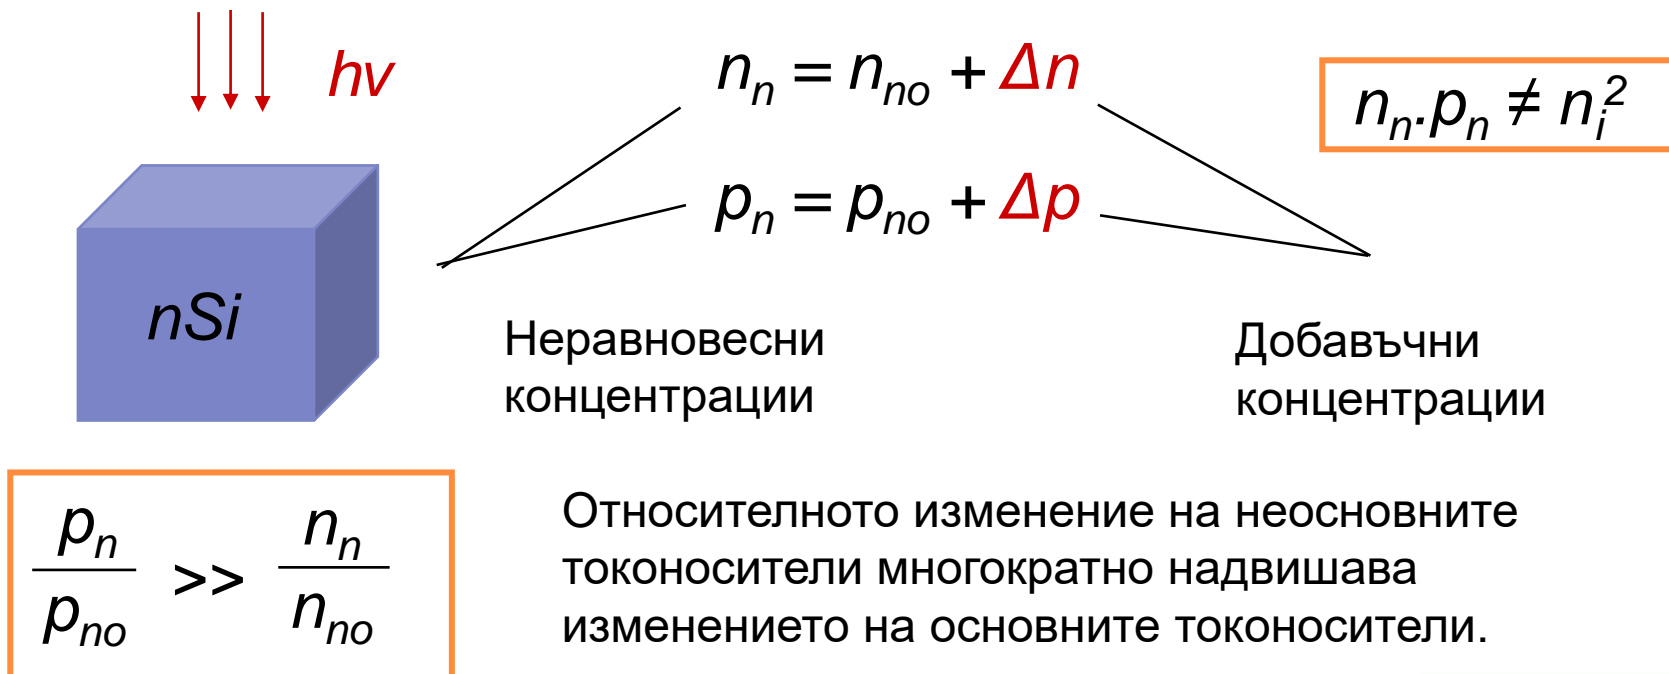 hv
nₙ = nₙₒ + Δn
nₙ.pₙ ≠ nᵢ²
pₙ = pₙₒ + Δp
nSi
Неравновесни
концентрации
Добавъчни
концентрации
pₙ / pₙₒ >> nₙ / nₙₒ
Относителното изменение на неосновните
токоносители многократно надвишава
изменението на основните токоносители.